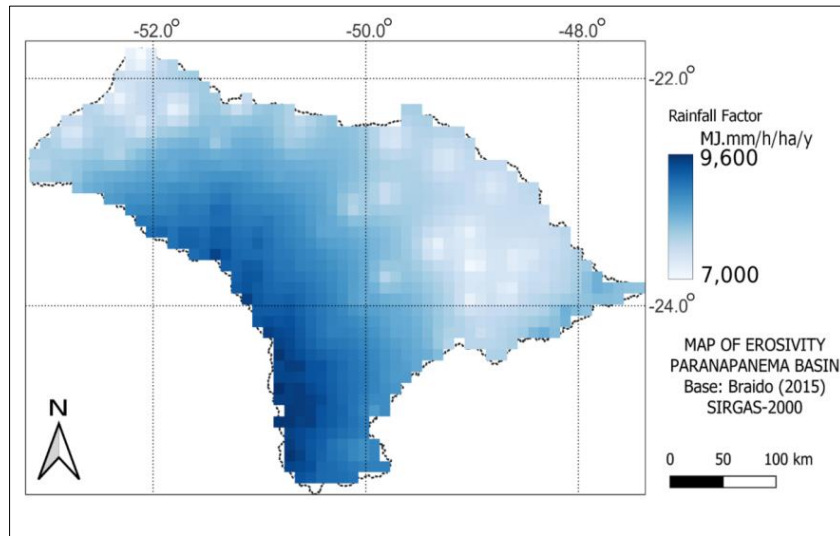 -52.0° -50.0° -48.0°
-22.0°
Rainfall Factor
MJ.mm/h/ha/y
9,600
7,000
-24.0°
MAP OF EROSIVITY
PARANAPANEMA BASIN
Base: Braido (2015)
SIRGAS-2000
N
0 50 100 km